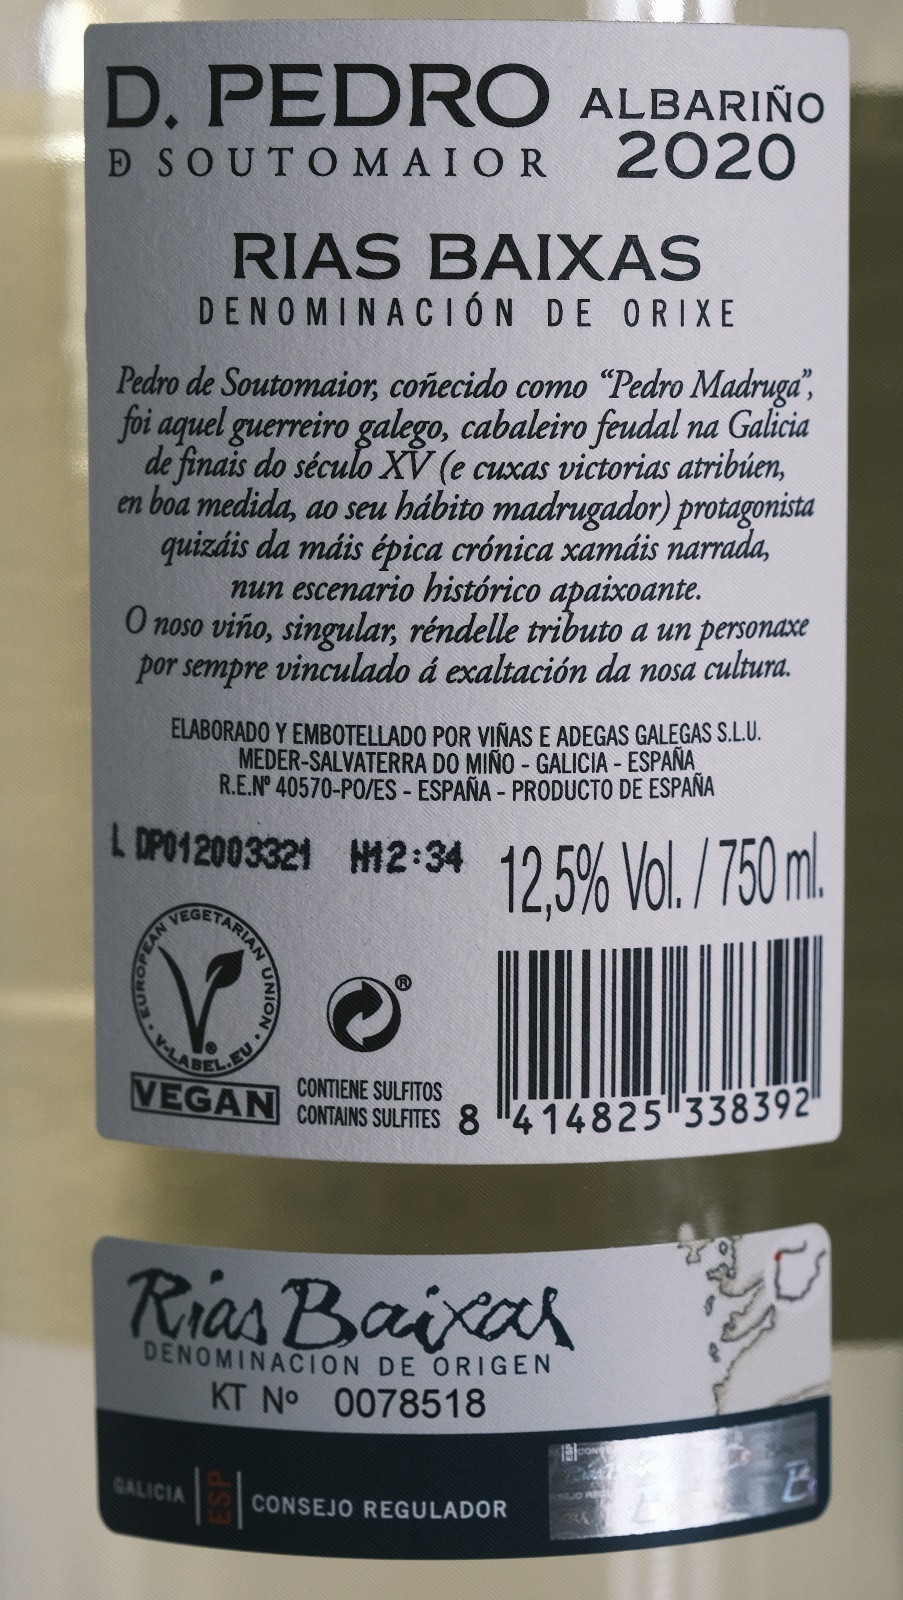 D. PEDRO
Đ SOUTOMAIOR
ALBARIÑO
2020
RIAS BAIXAS
DENOMINACIÓN DE ORIXE
Pedro de Soutomaior, coñecido como “Pedro Madruga”,
foi aquel guerreiro galego, cabaleiro feudal na Galicia
de finais do século XV (e cuxas victorias atribúen,
en boa medida, ao seu hábito madrugador) protagonista
quizáis da máis épica crónica xamáis narrada,
nun escenario histórico apaixoante.
O noso viño, singular, réndelle tributo a un personaxe
por sempre vinculado á exaltación da nosa cultura.
ELABORADO Y EMBOTELLADO POR VIÑAS E ADEGAS GALEGAS S.L.U.
MEDER-SALVATERRA DO MIÑO - GALICIA - ESPAÑA
R.E.Nº 40570-PO/ES - ESPAÑA - PRODUCTO DE ESPAÑA
L DP012003321 H12:34
12,5% Vol. / 750 ml.
EUROPEAN VEGETARIAN UNION
V-LABEL.EU
®
VEGAN
®
CONTIENE SULFITOS
CONTAINS SULFITES
8 414825 338392
Rias Baixas
DENOMINACION DE ORIGEN
KT Nº 0078518
GALICIA ESP CONSEJO REGULADOR